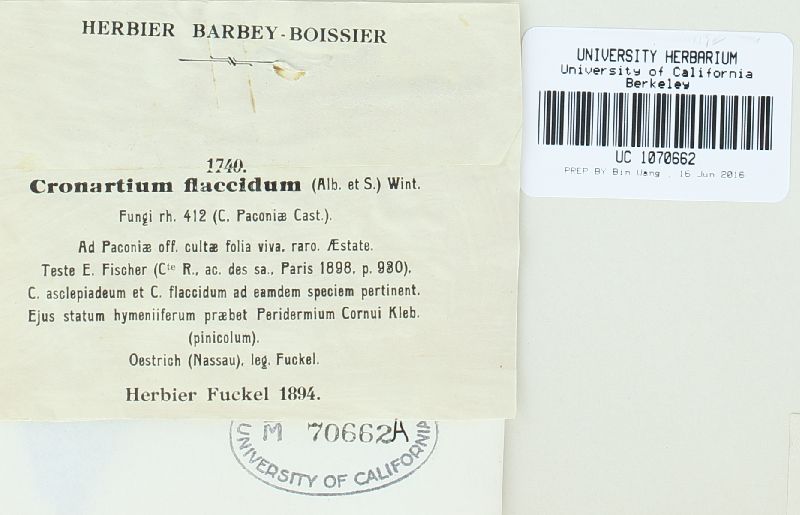 HERBIER BARBEY-BOISSIER
1740.
Cronartium flaccidum (Alb. et S.) Wint.
Fungi rh. 412 (C. Paconiæ Cast.).
Ad Paconiæ off. cultæ folia viva, raro. Æstate.
Teste E. Fischer (Cte R., ac. des sa., Paris 1898, p. 980),
C. asclepiadeum et C. flaccidum ad eamdem speciem pertinent.
Ejus statum hymeniiferum præbet Peridermium Cornui Kleb.
(pinicolum).
Oestrich (Nassau), leg. Fuckel.
Herbier Fuckel 1894.
M 70662A
UNIVERSITY OF CALIFORNIA
UNIVERSITY HERBARIUM
University of California
Berkeley
UC 1070662
PREP BY Bin Wang , 16 Jun 2016